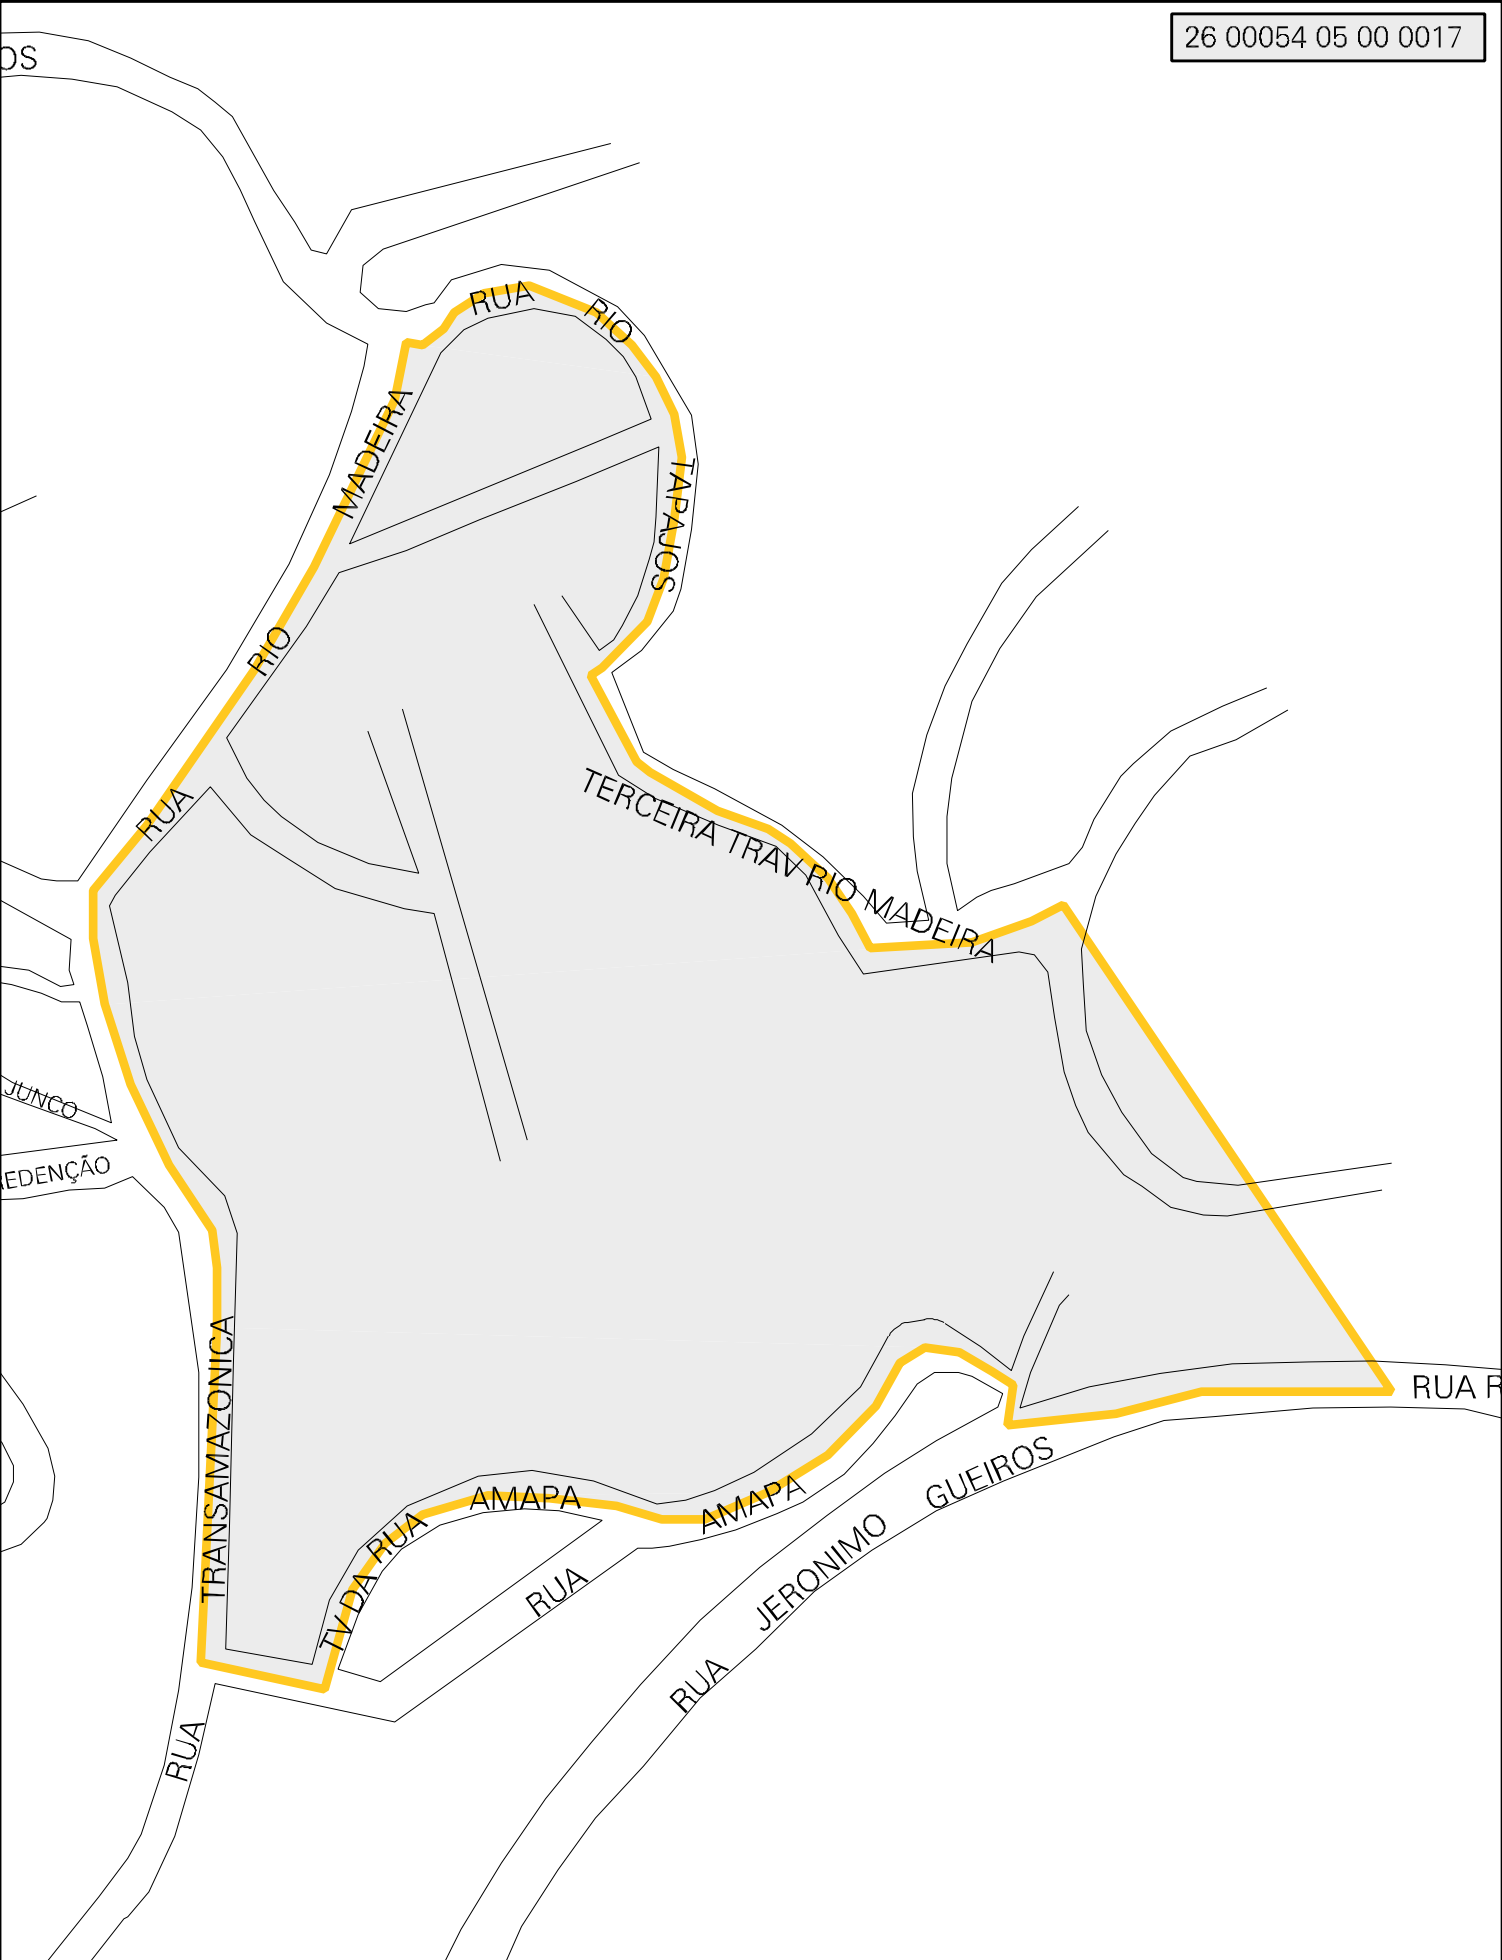 26 00054 05 00 0017
OS
RUA RIO TAPAJOS
RUA RIO MADEIRA
TERCEIRA TRAV RIO MADEIRA
JUNCO
EDENÇÃO
RUA TRANSAMAZONICA
RUA R
TV DA RUA AMAPA
RUA AMAPA
RUA JERONIMO GUEIROS